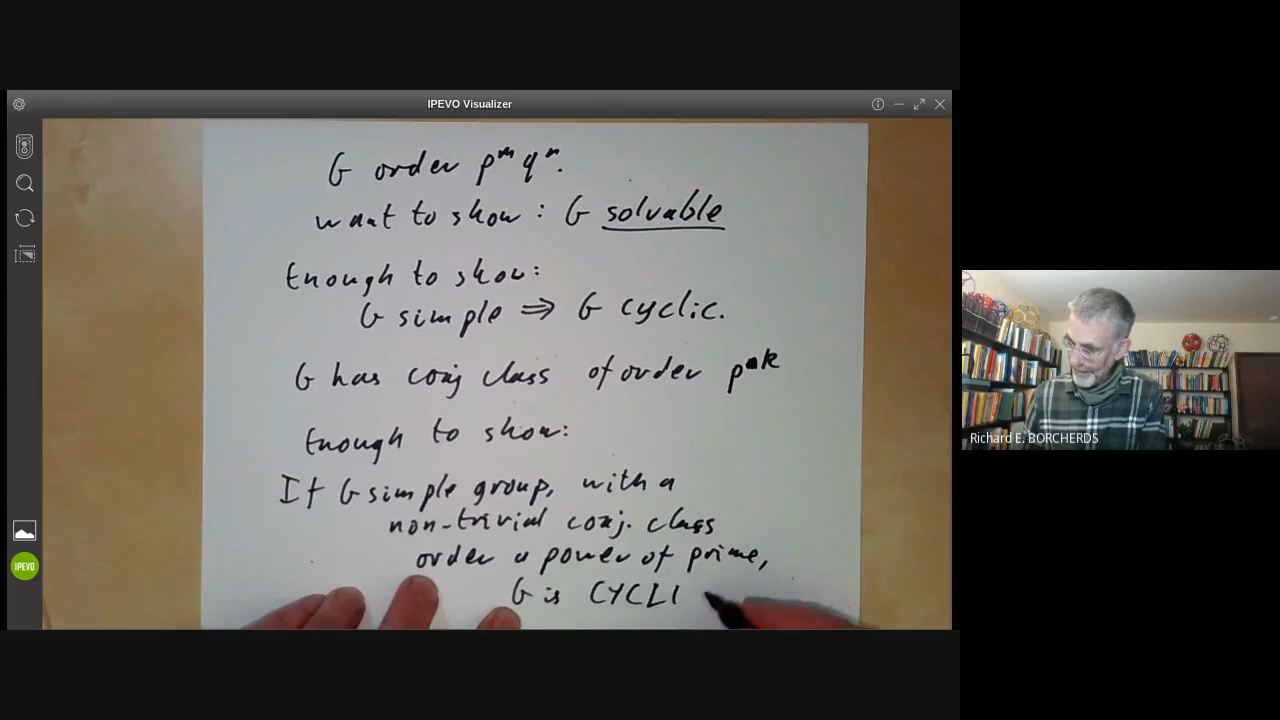 IPEVO Visualizer
G order p^m q^n.
want to show : G solvable
Enough to show:
G simple ⇒ G cyclic.
G has conj class of order p^k
Enough to show:
If G simple group, with a
non-trivial conj. class
order a power of prime,
G is CYCLI
IPEVO
Richard E. BORCHERDS